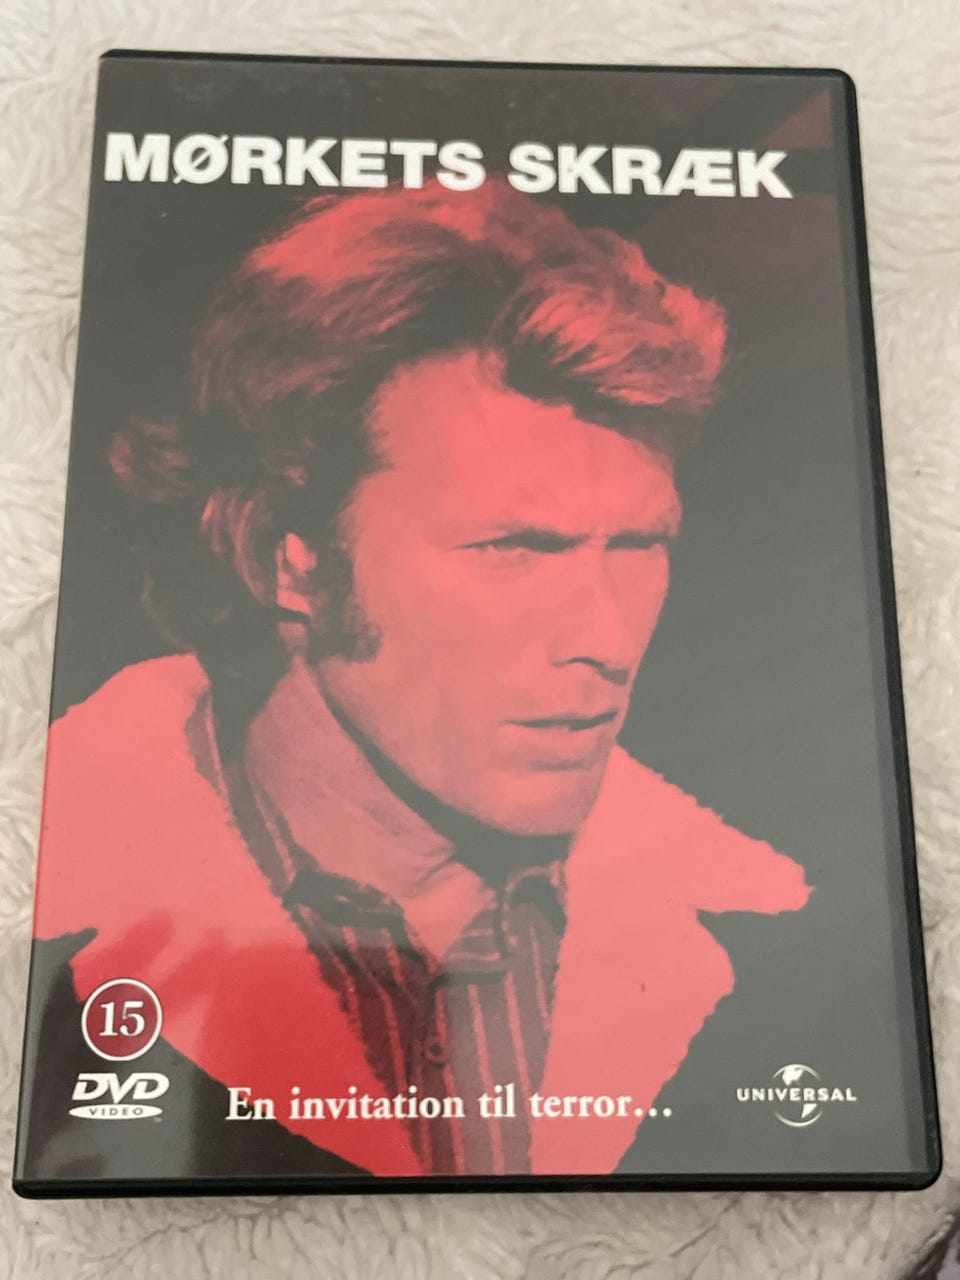 MØRKETS SKRÆK
15
DVD
VIDEO
En invitation til terror...
UNIVERSAL